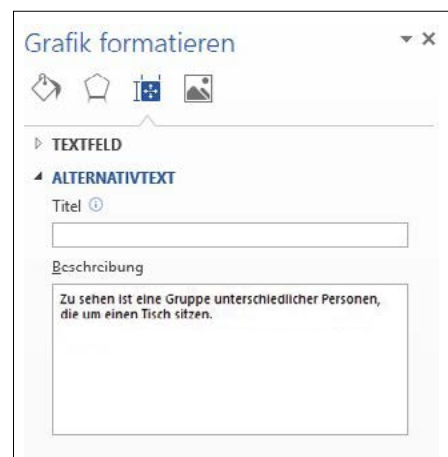 Grafik formatieren
TEXTFELD
ALTERNATIVTEXT
Titel
Beschreibung
Zu sehen ist eine Gruppe unterschiedlicher Personen,
die um einen Tisch sitzen.